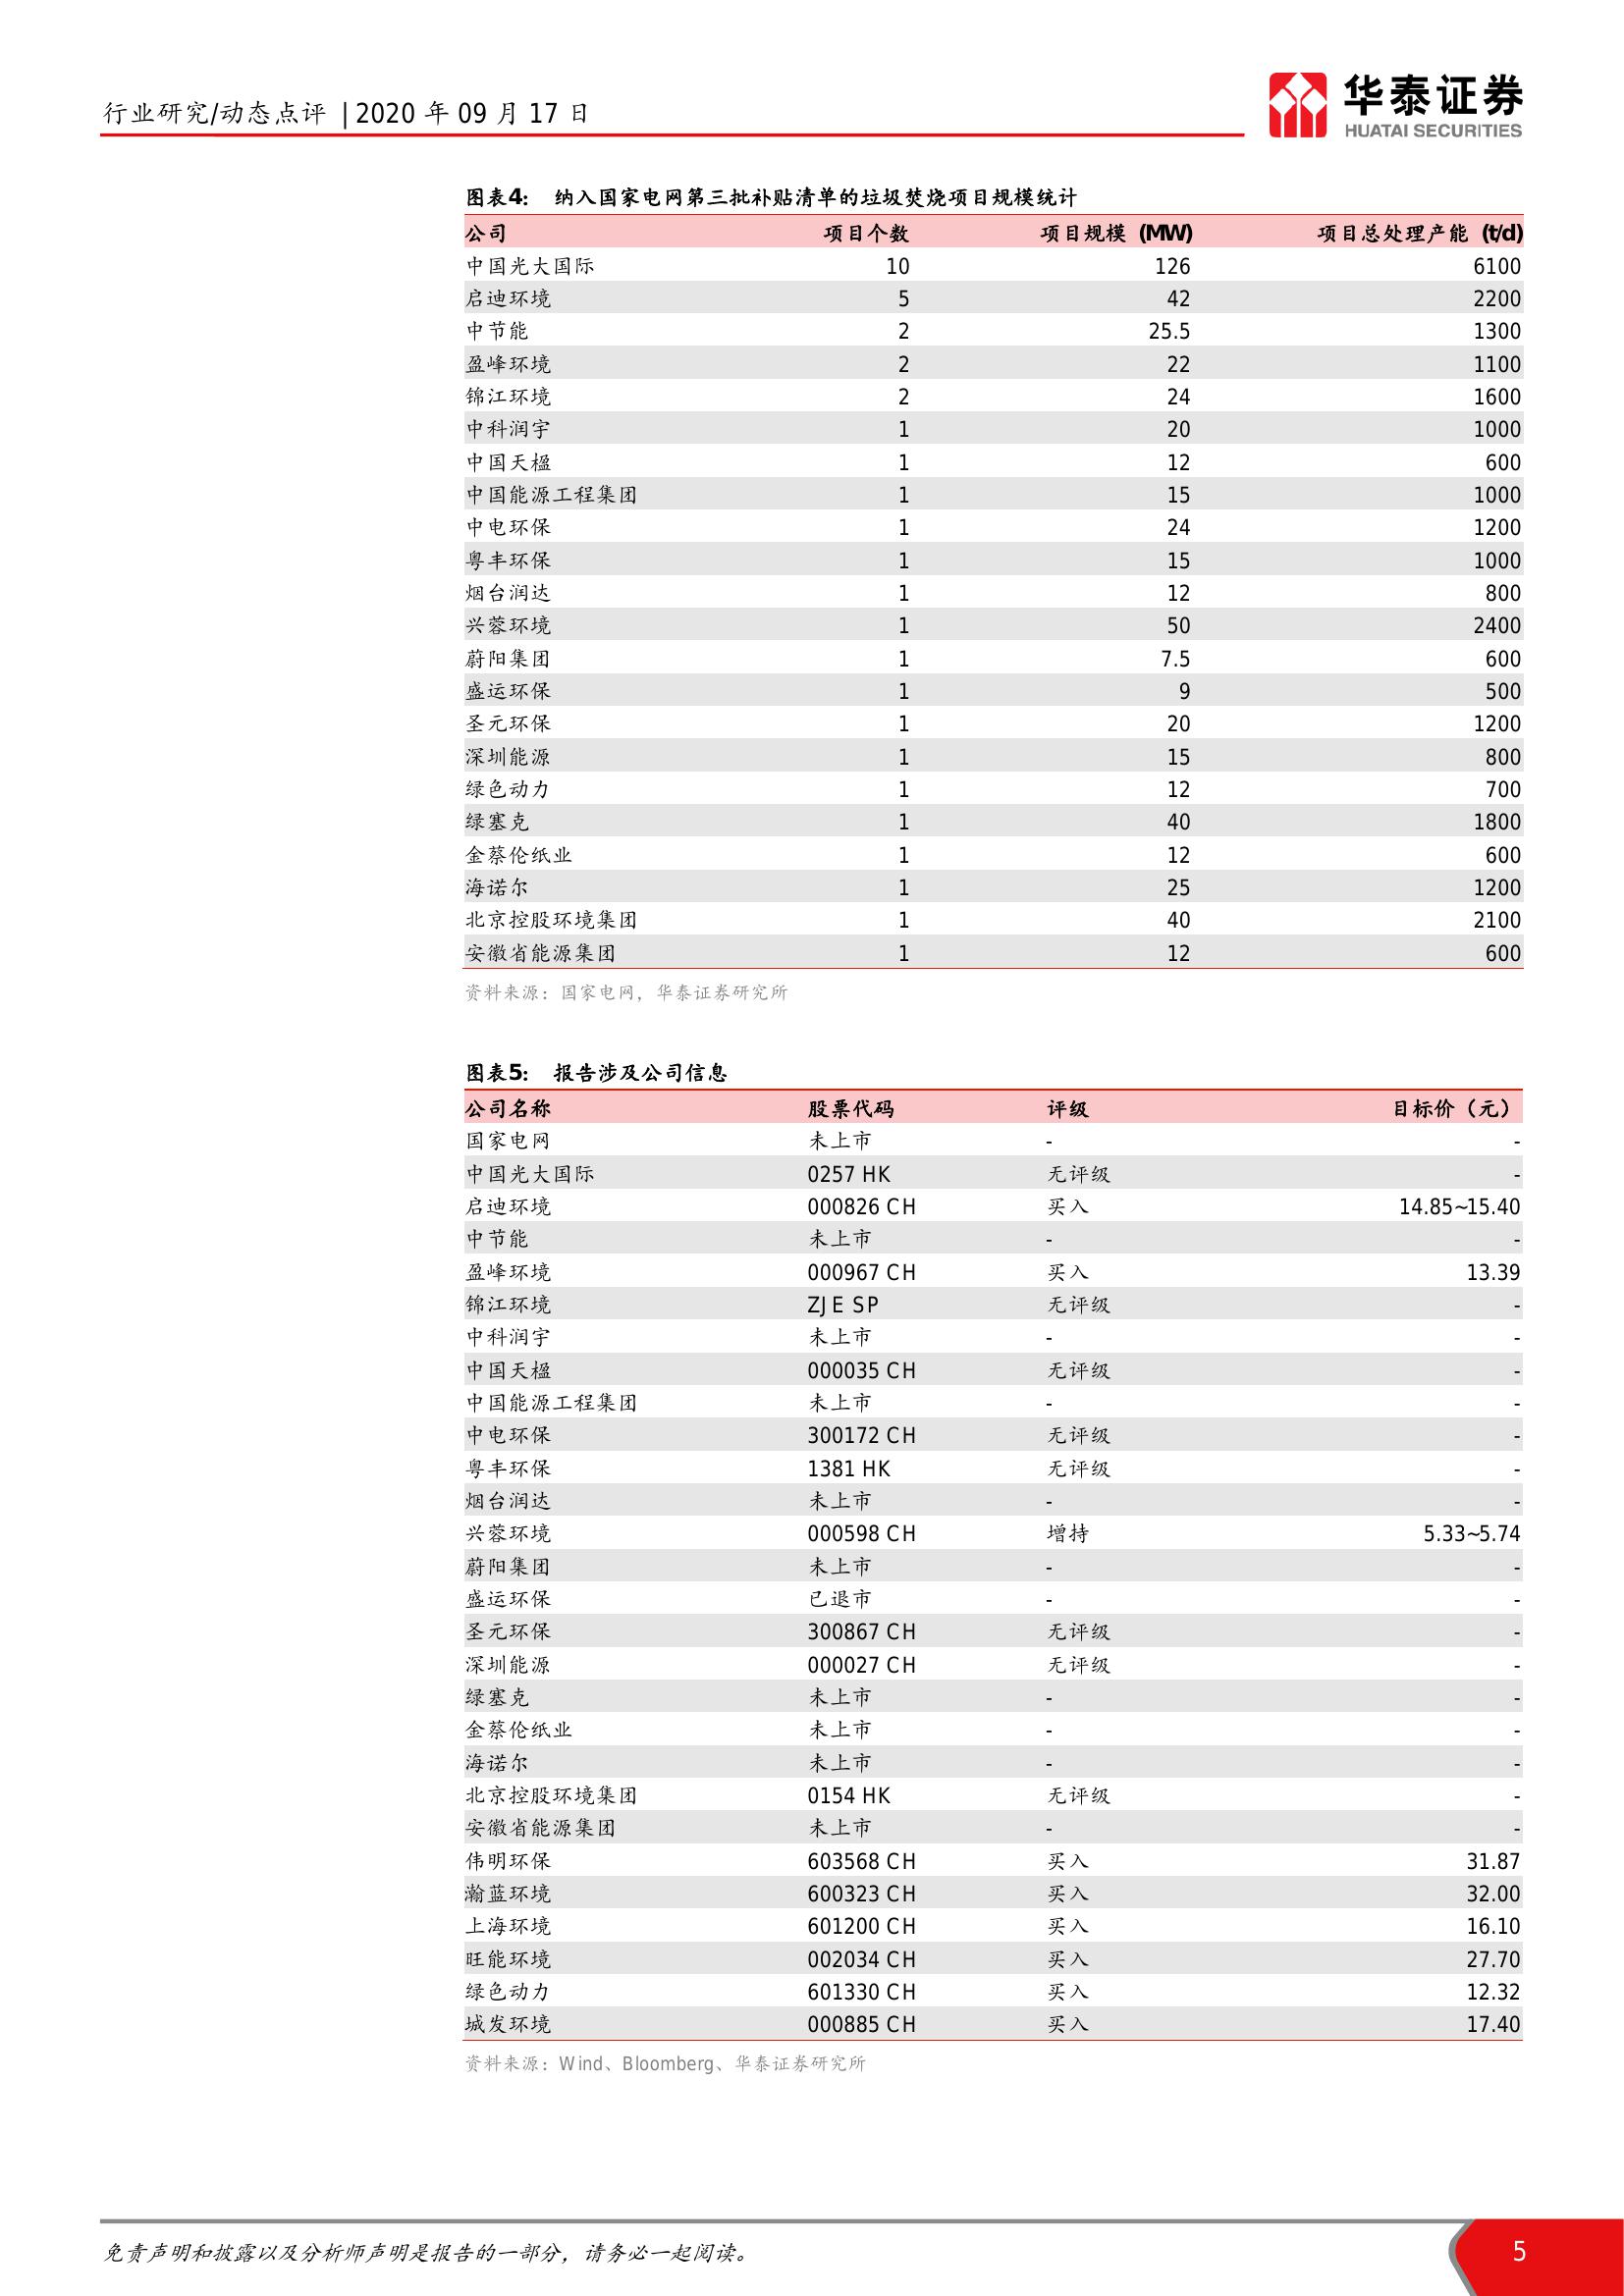 行业研究/动态点评 | 2020 年 09 月 17 日
华泰证券
HUATAI SECURITIES
图表4: 纳入国家电网第三批补贴清单的垃圾焚烧项目规模统计
公司 项目个数 项目规模 (MW) 项目总处理产能 (t/d)
中国光大国际 10 126 6100
启迪环境 5 42 2200
中节能 2 25.5 1300
盈峰环境 2 22 1100
锦江环境 2 24 1600
中科润宇 1 20 1000
中国天楹 1 12 600
中国能源工程集团 1 15 1000
中电环保 1 24 1200
粤丰环保 1 15 1000
烟台润达 1 12 800
兴蓉环境 1 50 2400
蔚阳集团 1 7.5 600
盛运环保 1 9 500
圣元环保 1 20 1200
深圳能源 1 15 800
绿色动力 1 12 700
绿塞克 1 40 1800
金蔡伦纸业 1 12 600
海诺尔 1 25 1200
北京控股环境集团 1 40 2100
安徽省能源集团 1 12 600
资料来源：国家电网，华泰证券研究所
图表5: 报告涉及公司信息
公司名称 股票代码 评级 目标价（元）
国家电网 未上市 - -
中国光大国际 0257 HK 无评级 -
启迪环境 000826 CH 买入 14.85~15.40
中节能 未上市 - -
盈峰环境 000967 CH 买入 13.39
锦江环境 ZJE SP 无评级 -
中科润宇 未上市 - -
中国天楹 000035 CH 无评级 -
中国能源工程集团 未上市 - -
中电环保 300172 CH 无评级 -
粤丰环保 1381 HK 无评级 -
烟台润达 未上市 - -
兴蓉环境 000598 CH 增持 5.33~5.74
蔚阳集团 未上市 - -
盛运环保 已退市 - -
圣元环保 300867 CH 无评级 -
深圳能源 000027 CH 无评级 -
绿塞克 未上市 - -
金蔡伦纸业 未上市 - -
海诺尔 未上市 - -
北京控股环境集团 0154 HK 无评级 -
安徽省能源集团 未上市 - -
伟明环保 603568 CH 买入 31.87
瀚蓝环境 600323 CH 买入 32.00
上海环境 601200 CH 买入 16.10
旺能环境 002034 CH 买入 27.70
绿色动力 601330 CH 买入 12.32
城发环境 000885 CH 买入 17.40
资料来源：Wind、Bloomberg、华泰证券研究所
免责声明和披露以及分析师声明是报告的一部分，请务必一起阅读。 5